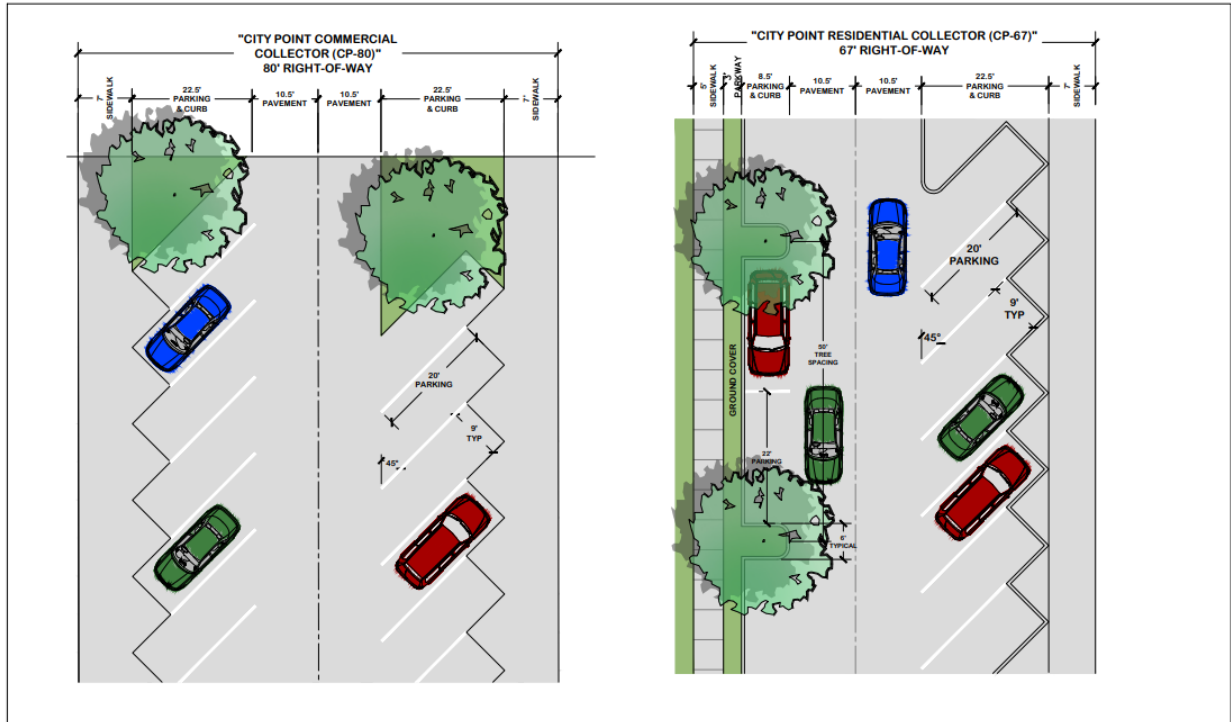 "CITY POINT COMMERCIAL
COLLECTOR (CP-80)"
80' RIGHT-OF-WAY
7'
SIDEWALK
22.5'
PARKING
& CURB
10.5'
PAVEMENT
10.5'
PAVEMENT
22.5'
PARKING
& CURB
7'
SIDEWALK
20'
PARKING
9'
TYP
45°
"CITY POINT RESIDENTIAL COLLECTOR (CP-67)"
67' RIGHT-OF-WAY
5'
SIDEWALK
3'
PARKWAY
8.5'
PARKING
& CURB
10.5'
PAVEMENT
10.5'
PAVEMENT
22.5'
PARKING
& CURB
7'
SIDEWALK
20'
PARKING
9'
TYP
45°
50'
TREE
SPACING
GROUND COVER
22'
PARKING
6'
TYPICAL